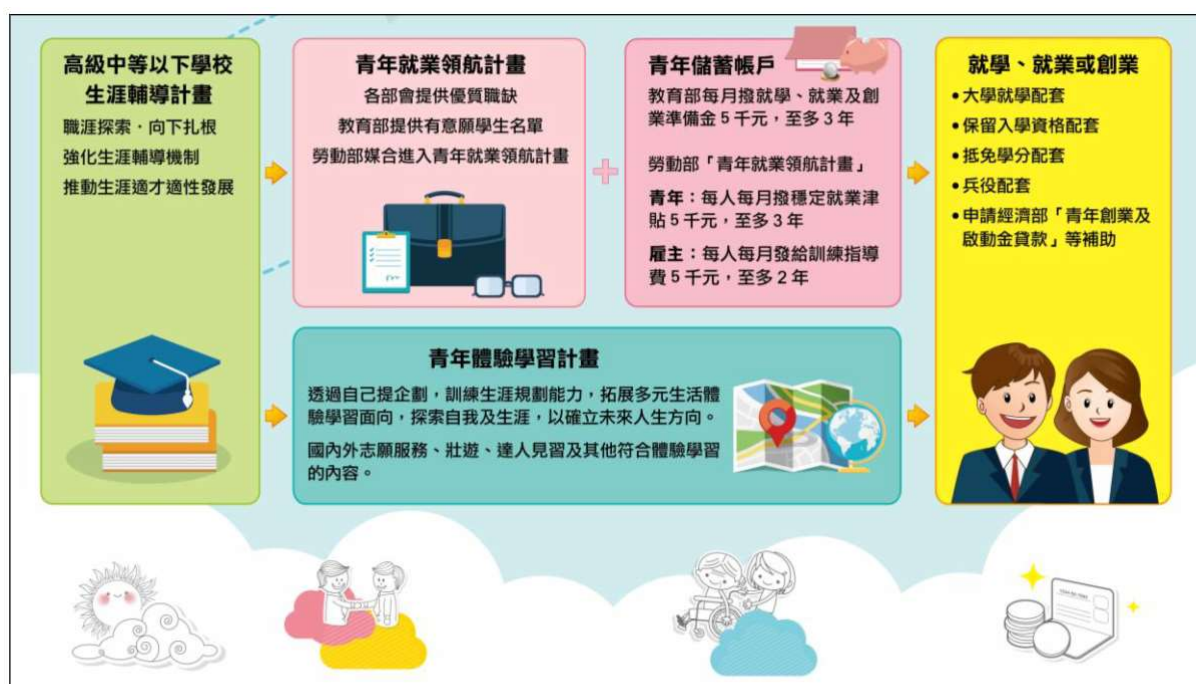 高級中等以下學校
生涯輔導計畫
職涯探索．向下扎根
強化生涯輔導機制
推動生涯適才適性發展
青年就業領航計畫
各部會提供優質職缺
教育部提供有意願學生名單
勞動部媒合進入青年就業領航計畫
青年儲蓄帳戶
教育部每月撥就學、就業及創
業準備金5千元，至多3年
勞動部「青年就業領航計畫」
青年：每人每月撥穩定就業津
貼5千元，至多3年
雇主：每人每月發給訓練指導
費5千元，至多2年
就學、就業或創業
•大學就學配套
•保留入學資格配套
•抵免學分配套
•兵役配套
•申請經濟部「青年創業及
啟動金貸款」等補助
青年體驗學習計畫
透過自己提企劃，訓練生涯規劃能力，拓展多元生活體
驗學習面向，探索自我及生涯，以確立未來人生方向。
國內外志願服務、壯遊、達人見習及其他符合體驗學習
的內容。